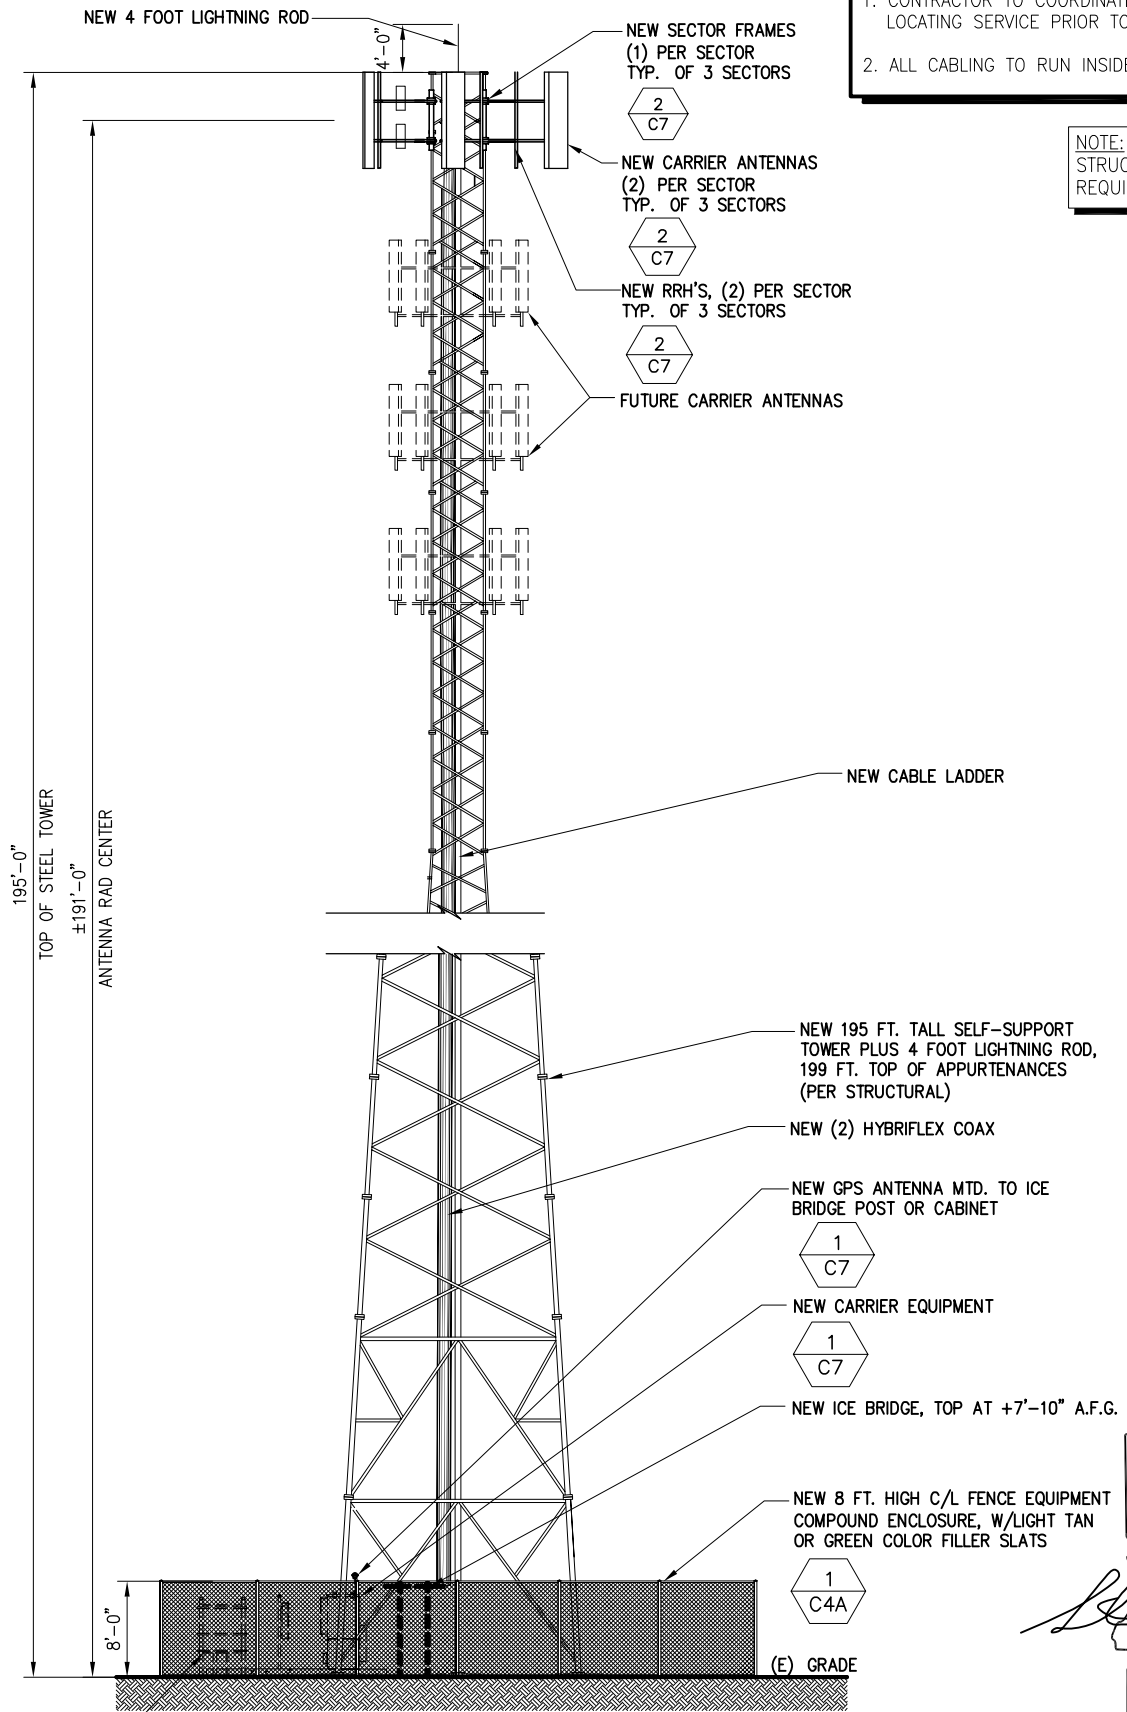 1. CONTRACTOR TO COORDINAT
LOCATING SERVICE PRIOR TO
2. ALL CABLING TO RUN INSIDE
NOTE:
STRUC
REQUI
NEW 4 FOOT LIGHTNING ROD
4'-0"
NEW SECTOR FRAMES
(1) PER SECTOR
TYP. OF 3 SECTORS
2
C7
NEW CARRIER ANTENNAS
(2) PER SECTOR
TYP. OF 3 SECTORS
2
C7
NEW RRH'S, (2) PER SECTOR
TYP. OF 3 SECTORS
2
C7
FUTURE CARRIER ANTENNAS
NEW CABLE LADDER
195'-0"
TOP OF STEEL TOWER
±191'-0"
ANTENNA RAD CENTER
NEW 195 FT. TALL SELF-SUPPORT
TOWER PLUS 4 FOOT LIGHTNING ROD,
199 FT. TOP OF APPURTENANCES
(PER STRUCTURAL)
NEW (2) HYBRIFLEX COAX
NEW GPS ANTENNA MTD. TO ICE
BRIDGE POST OR CABINET
1
C7
NEW CARRIER EQUIPMENT
1
C7
NEW ICE BRIDGE, TOP AT +7'-10" A.F.G.
NEW 8 FT. HIGH C/L FENCE EQUIPMENT
COMPOUND ENCLOSURE, W/LIGHT TAN
OR GREEN COLOR FILLER SLATS
1
C4A
8'-0"
(E) GRADE